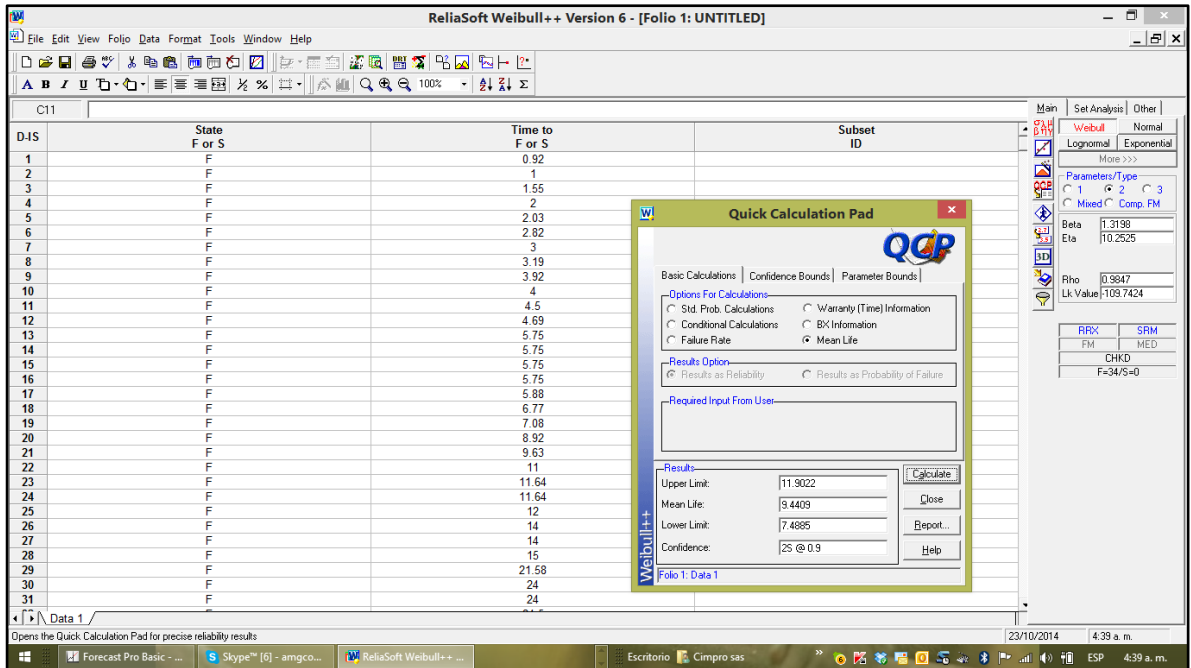 ReliaSoft Weibull++ Version 6 - [Folio 1: UNTITLED]
File Edit View Folio Data Format Tools Window Help
A B I U 100%
C11
D-IS State F or S Time to F or S Subset ID
1 F 0.92
2 F 1
3 F 1.55
4 F 2
5 F 2.03
6 F 2.82
7 F 3
8 F 3.19
9 F 3.92
10 F 4
11 F 4.5
12 F 4.69
13 F 5.75
14 F 5.75
15 F 5.75
16 F 5.75
17 F 5.88
18 F 6.77
19 F 7.08
20 F 8.92
21 F 9.63
22 F 11
23 F 11.64
24 F 11.64
25 F 12
26 F 14
27 F 14
28 F 15
29 F 21.58
30 F 24
31 F 24
Data 1
Quick Calculation Pad
QCP
Basic Calculations Confidence Bounds Parameter Bounds
Options For Calculations
Std. Prob. Calculations Warranty (Time) Information
Conditional Calculations BX Information
Failure Rate Mean Life
Results Option
Results as Reliability Results as Probability of Failure
Required Input From User
Results
Upper Limit: 11.9022 Calculate
Mean Life: 9.4409 Close
Lower Limit: 7.4885 Report...
Confidence: 2S @ 0.9 Help
Weibull++
Folio 1: Data 1
Main Set Analysis Other
Weibull Normal
Lognormal Exponential
More >>>
Parameters/Type
1 2 3
Mixed Comp. FM
Beta 1.3198
Eta 10.2525
Rho 0.9847
Lk Value -109.7424
RRX SRM
FM MED
CHKD
F=34/S=0
QCP
3D
Opens the Quick Calculation Pad for precise reliability results 23/10/2014 4:39 a. m.
Forecast Pro Basic - ... Skype™ [6] - amgco... ReliaSoft Weibull++ ... Escritorio Cimpro sas ESP 4:39 a. m.